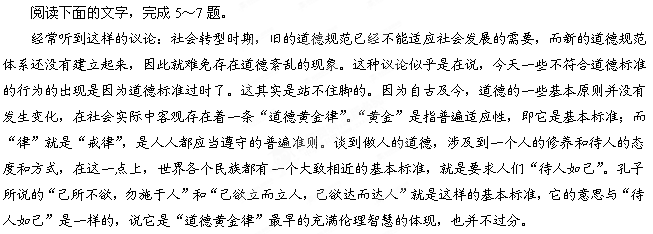 阅读下面的文字，完成 5～7 题。
经常听到这样的议论：社会转型时期，旧的道德规范已经不能适应社会发展的需要，而新的道德规范
体系还没有建立起来，因此就难免存在道德紊乱的现象。这种议论似乎是在说，今天一些不符合道德标准
的行为的出现是因为道德标准过时了。这其实是站不住脚的。因为自古及今，道德的一些基本原则并没有
发生变化，在社会实际中客观存在着一条“道德黄金律”。“黄金”是指普遍适应性，即它是基本标准；而
“律”就是“戒律”，是人人都应当遵守的普遍准则。谈到做人的道德，涉及到一个人的修养和待人的态
度和方式，在这一点上，世界各个民族都有一个大致相近的基本标准，就是要求人们“待人如己”。孔子
所说的“己所不欲，勿施于人”和“己欲立而立人，己欲达而达人”就是这样的基本标准，它的意思与“待
人如己”是一样的，说它是“道德黄金律”最早的充满伦理智慧的体现，也并不过分。